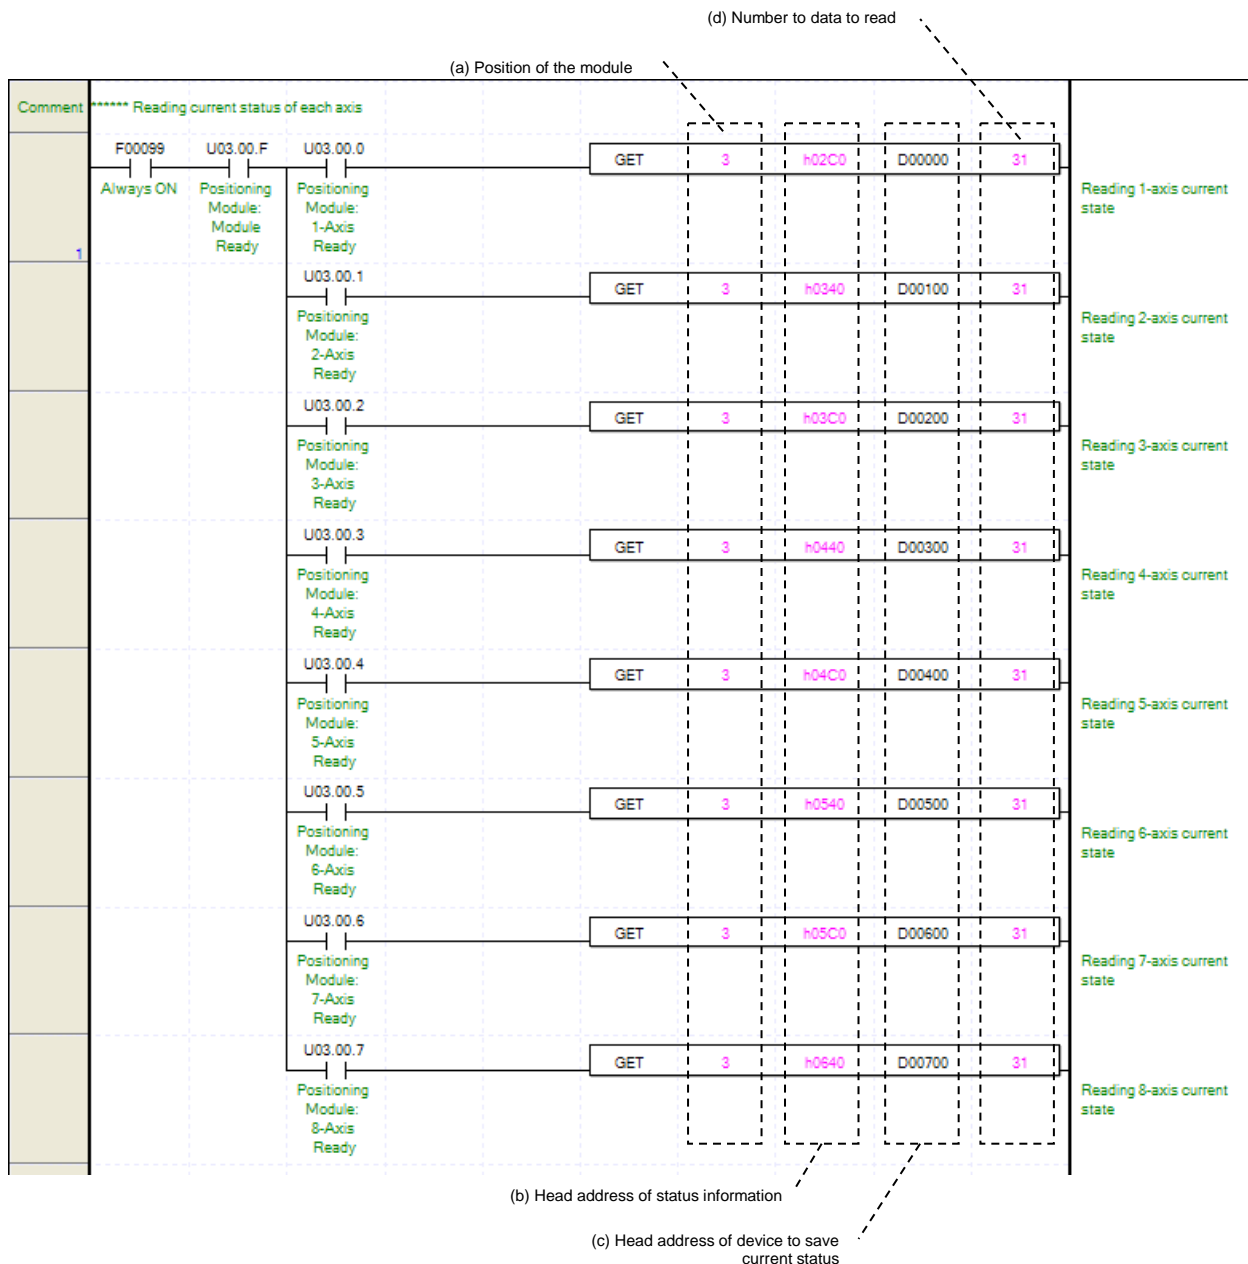 (d) Number to data to read
(a) Position of the module
Comment ****** Reading current status of each axis
F00099 U03.00.F U03.00.0
GET 3 h02C0 D00000 31
Always ON
Positioning
Module:
Module
Ready
Positioning
Module:
1-Axis
Ready
Reading 1-axis current
state
1
U03.00.1
GET 3 h0340 D00100 31
Positioning
Module:
2-Axis
Ready
Reading 2-axis current
state
U03.00.2
GET 3 h03C0 D00200 31
Positioning
Module:
3-Axis
Ready
Reading 3-axis current
state
U03.00.3
GET 3 h0440 D00300 31
Positioning
Module:
4-Axis
Ready
Reading 4-axis current
state
U03.00.4
GET 3 h04C0 D00400 31
Positioning
Module:
5-Axis
Ready
Reading 5-axis current
state
U03.00.5
GET 3 h0540 D00500 31
Positioning
Module:
6-Axis
Ready
Reading 6-axis current
state
U03.00.6
GET 3 h05C0 D00600 31
Positioning
Module:
7-Axis
Ready
Reading 7-axis current
state
U03.00.7
GET 3 h0640 D00700 31
Positioning
Module:
8-Axis
Ready
Reading 8-axis current
state
(b) Head address of status information
(c) Head address of device to save
current status